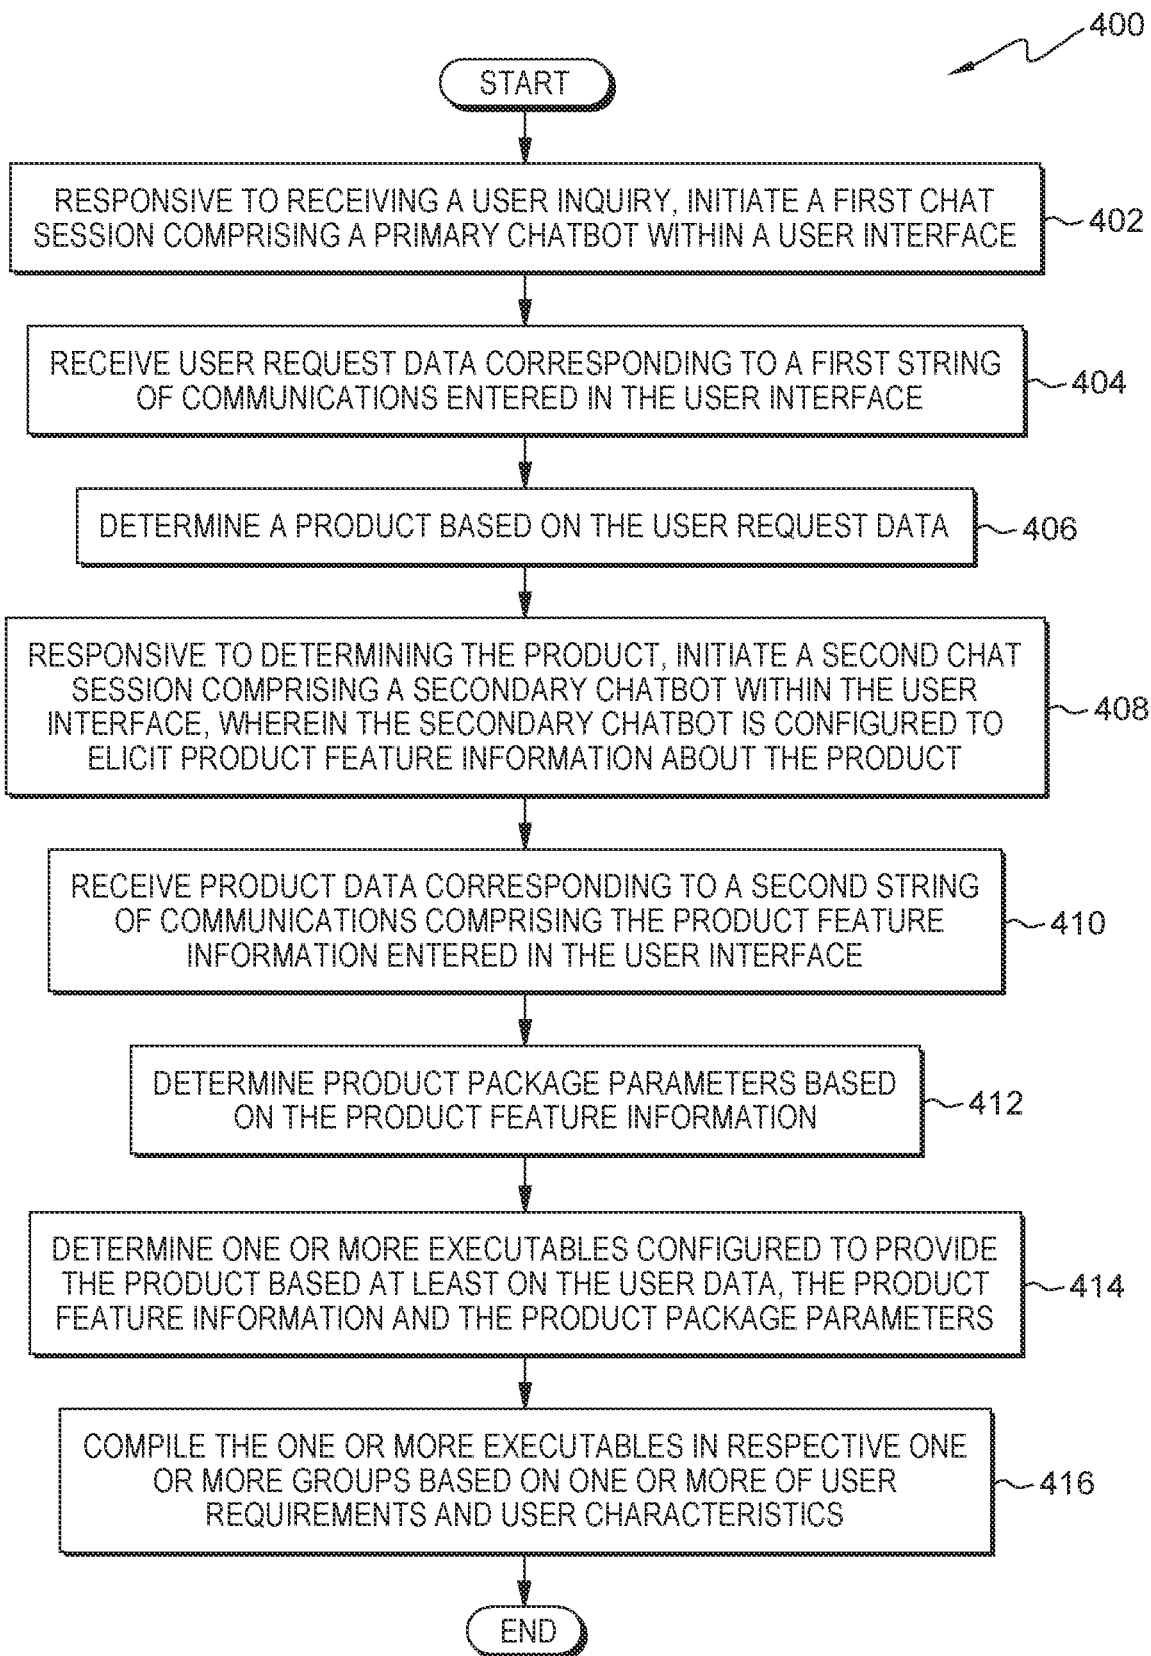 400
START
RESPONSIVE TO RECEIVING A USER INQUIRY, INITIATE A FIRST CHAT
SESSION COMPRISING A PRIMARY CHATBOT WITHIN A USER INTERFACE
402
RECEIVE USER REQUEST DATA CORRESPONDING TO A FIRST STRING
OF COMMUNICATIONS ENTERED IN THE USER INTERFACE
404
DETERMINE A PRODUCT BASED ON THE USER REQUEST DATA
406
RESPONSIVE TO DETERMINING THE PRODUCT, INITIATE A SECOND CHAT
SESSION COMPRISING A SECONDARY CHATBOT WITHIN THE USER
INTERFACE, WHEREIN THE SECONDARY CHATBOT IS CONFIGURED TO
ELICIT PRODUCT FEATURE INFORMATION ABOUT THE PRODUCT
408
RECEIVE PRODUCT DATA CORRESPONDING TO A SECOND STRING
OF COMMUNICATIONS COMPRISING THE PRODUCT FEATURE
INFORMATION ENTERED IN THE USER INTERFACE
410
DETERMINE PRODUCT PACKAGE PARAMETERS BASED
ON THE PRODUCT FEATURE INFORMATION
412
DETERMINE ONE OR MORE EXECUTABLES CONFIGURED TO PROVIDE
THE PRODUCT BASED AT LEAST ON THE USER DATA, THE PRODUCT
FEATURE INFORMATION AND THE PRODUCT PACKAGE PARAMETERS
414
COMPILE THE ONE OR MORE EXECUTABLES IN RESPECTIVE ONE
OR MORE GROUPS BASED ON ONE OR MORE OF USER
REQUIREMENTS AND USER CHARACTERISTICS
416
END